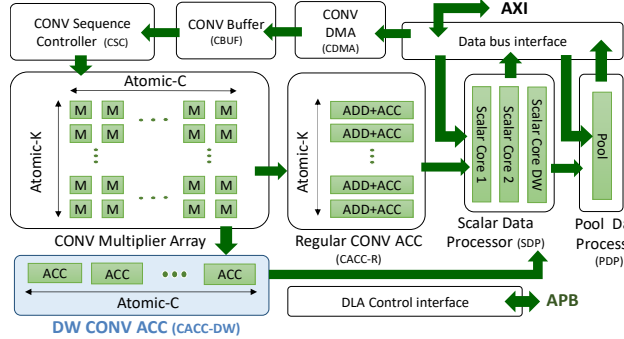 CONV Sequence
Controller (CSC)
CONV Buffer
(CBUF)
CONV
DMA
(CDMA)
AXI
Data bus interface
Atomic-C
Atomic-K
M M M M
M M M M
M M M M
M M M M
CONV Multiplier Array
Atomic-K
ADD+ACC
ADD+ACC
ADD+ACC
ADD+ACC
Regular CONV ACC
(CACC-R)
Scalar Core 1
Scalar Core 2
Scalar Core DW
Scalar Data
Processor (SDP)
Pool
Pool Da
Process
(PDP)
ACC ACC ACC
Atomic-C
DW CONV ACC (CACC-DW)
DLA Control interface
APB